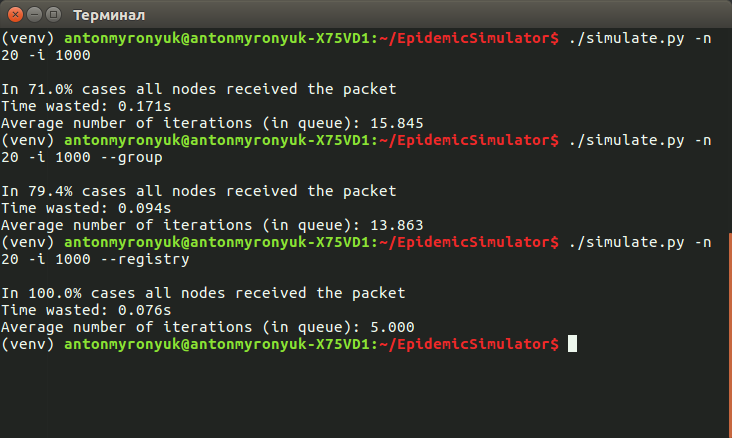 Терминал
(venv) antonmyronyuk@antonmyronyuk-X75VD1:~/EpidemicSimulator$ ./simulate.py -n
20 -i 1000
In 71.0% cases all nodes received the packet
Time wasted: 0.171s
Average number of iterations (in queue): 15.845
(venv) antonmyronyuk@antonmyronyuk-X75VD1:~/EpidemicSimulator$ ./simulate.py -n
20 -i 1000 --group
In 79.4% cases all nodes received the packet
Time wasted: 0.094s
Average number of iterations (in queue): 13.863
(venv) antonmyronyuk@antonmyronyuk-X75VD1:~/EpidemicSimulator$ ./simulate.py -n
20 -i 1000 --registry
In 100.0% cases all nodes received the packet
Time wasted: 0.076s
Average number of iterations (in queue): 5.000
(venv) antonmyronyuk@antonmyronyuk-X75VD1:~/EpidemicSimulator$